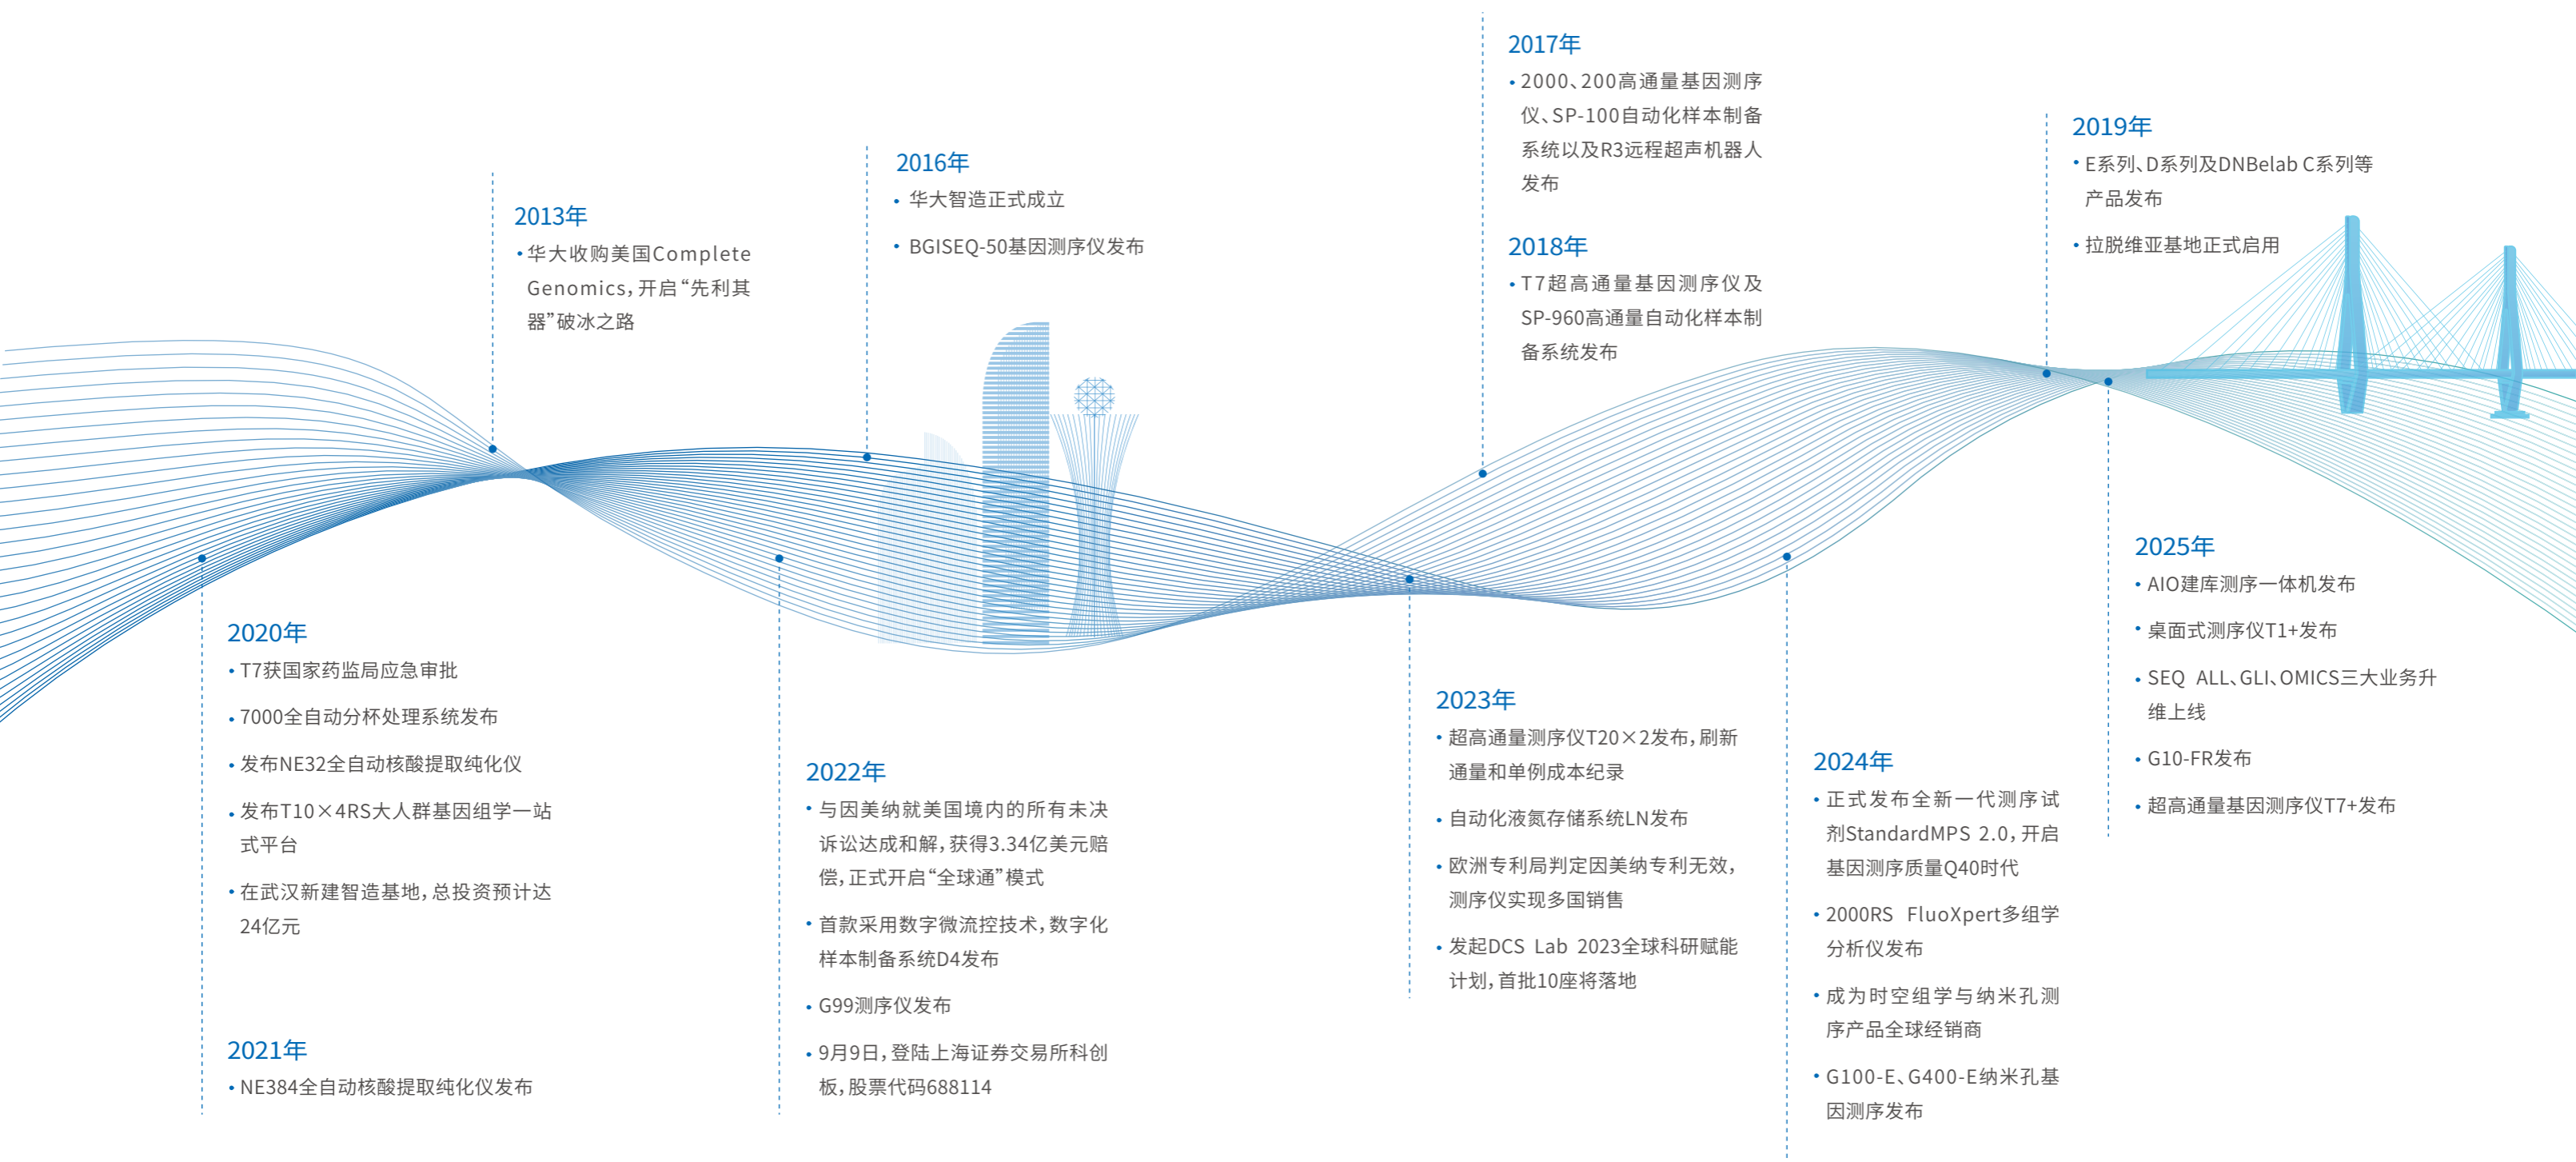 2013年
•华大收购美国Complete
Genomics，开启“先利其
器”破冰之路
2016年
• 华大智造正式成立
• BGISEQ-50基因测序仪发布
2017年
•2000、200高通量基因测序
仪、SP-100自动化样本制备
系统以及R3远程超声机器人
发布
2018年
•T7超高通量基因测序仪及
SP-960高通量自动化样本制
备系统发布
2019年
•E系列、D系列及DNBelab C系列等
产品发布
•拉脱维亚基地正式启用
2020年
•T7获国家药监局应急审批
•7000全自动分杯处理系统发布
•发布NE32全自动核酸提取纯化仪
•发布T10×4RS大人群基因组学一站
式平台
•在武汉新建智造基地，总投资预计达
24亿元
2021年
•NE384全自动核酸提取纯化仪发布
2022年
•与因美纳就美国境内的所有未决
诉讼达成和解，获得3.34亿美元赔
偿，正式开启“全球通”模式
•首款采用数字微流控技术，数字化
样本制备系统D4发布
•G99测序仪发布
•9月9日，登陆上海证券交易所科创
板，股票代码688114
2023年
•超高通量测序仪T20×2发布，刷新
通量和单例成本纪录
•自动化液氮存储系统LN发布
•欧洲专利局判定因美纳专利无效，
测序仪实现多国销售
•发起DCS Lab 2023全球科研赋能
计划，首批10座将落地
2024年
•正式发布全新一代测序试
剂StandardMPS 2.0，开启
基因测序质量Q40时代
•2000RS FluoXpert多组学
分析仪发布
•成为时空组学与纳米孔测
序产品全球经销商
•G100-E、G400-E纳米孔基
因测序发布
2025年
•AIO建库测序一体机发布
•桌面式测序仪T1+发布
•SEQ ALL、GLI、OMICS三大业务升
维上线
•G10-FR发布
•超高通量基因测序仪T7+发布